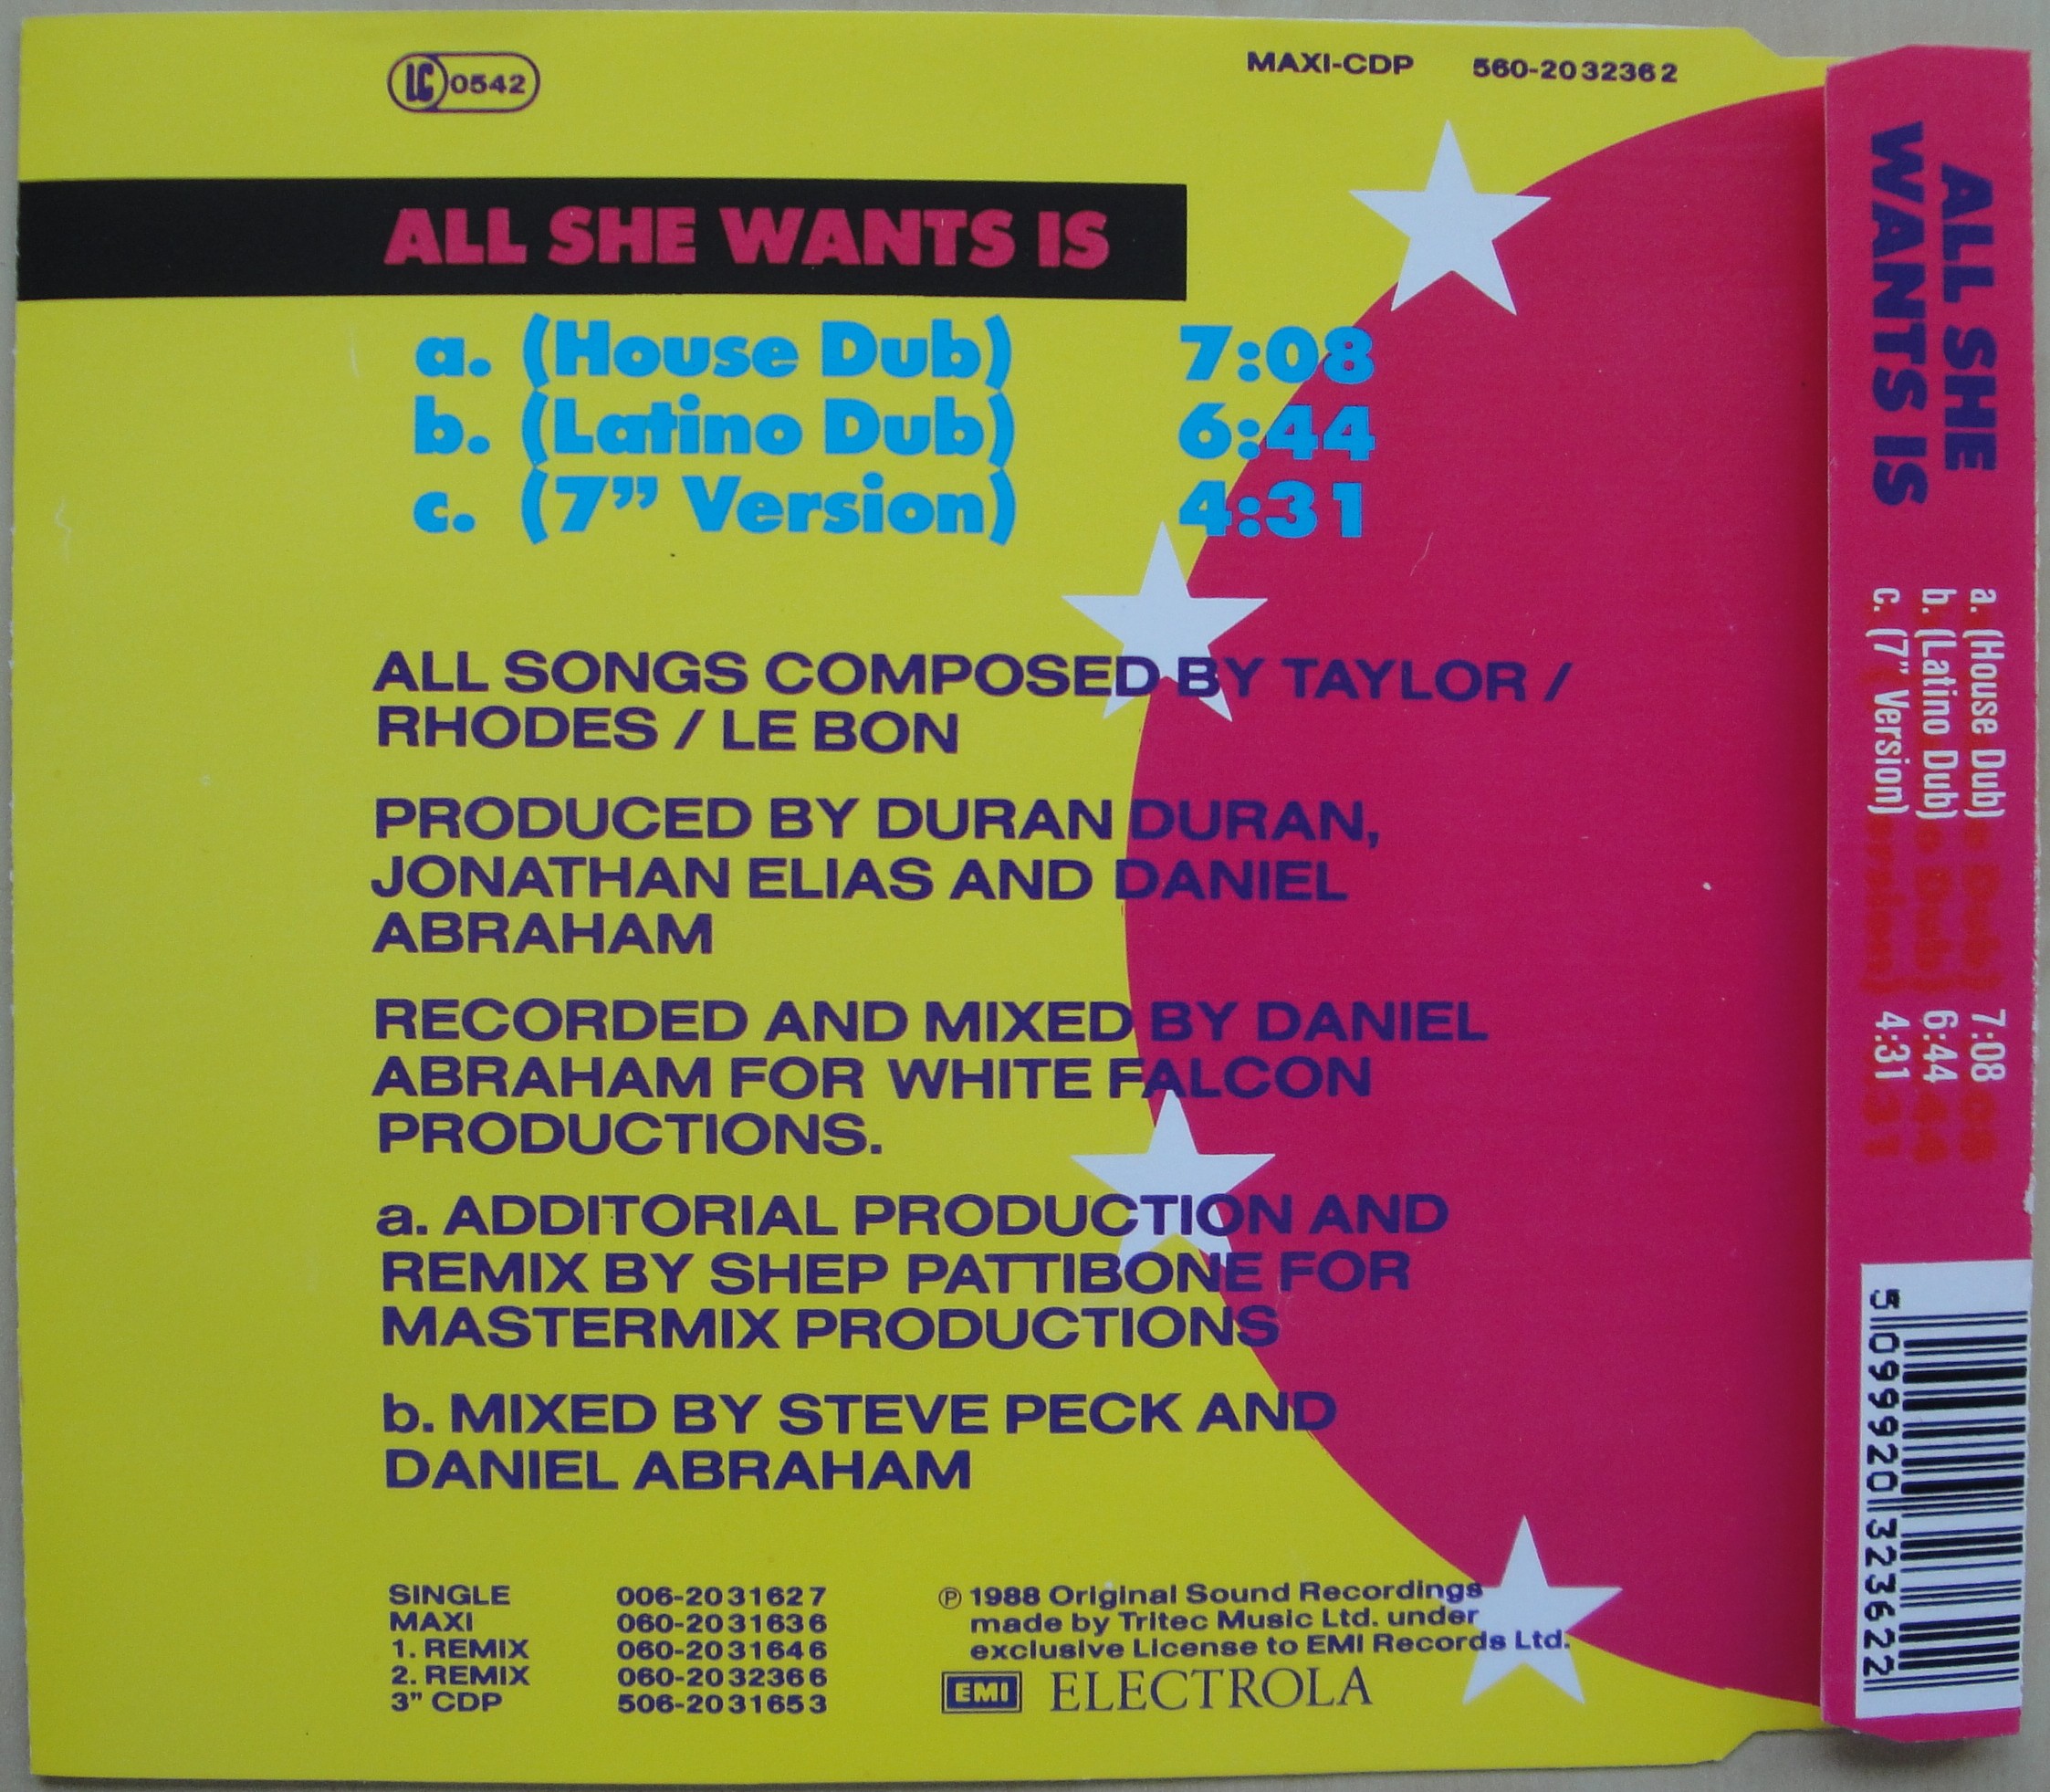 LC 0542
MAXI-CDP 560-20 3236 2
ALL SHE WANTS IS
a. (House Dub) 7:08
b. (Latino Dub) 6:44
c. (7” Version) 4:31
ALL SONGS COMPOSED BY TAYLOR /
RHODES / LE BON
PRODUCED BY DURAN DURAN,
JONATHAN ELIAS AND DANIEL
ABRAHAM
RECORDED AND MIXED BY DANIEL
ABRAHAM FOR WHITE FALCON
PRODUCTIONS.
a. ADDITORIAL PRODUCTION AND
REMIX BY SHEP PATTIBONE FOR
MASTERMIX PRODUCTIONS
b. MIXED BY STEVE PECK AND
DANIEL ABRAHAM
SINGLE 006-20 3162 7
MAXI 060-20 3163 6
1. REMIX 060-20 3164 6
2. REMIX 060-20 3236 6
3” CDP 506-20 3165 3
℗ 1988 Original Sound Recordings
made by Tritec Music Ltd. under
exclusive License to EMI Records Ltd.
EMI ELECTROLA
ALL SHE
WANTS IS
a. (House Dub) 7:08
b. (Latino Dub) 6:44
c. (7” Version) 4:31
5 099920 323622